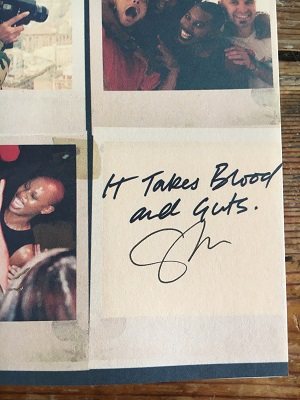 It Takes Blood
and Guts.